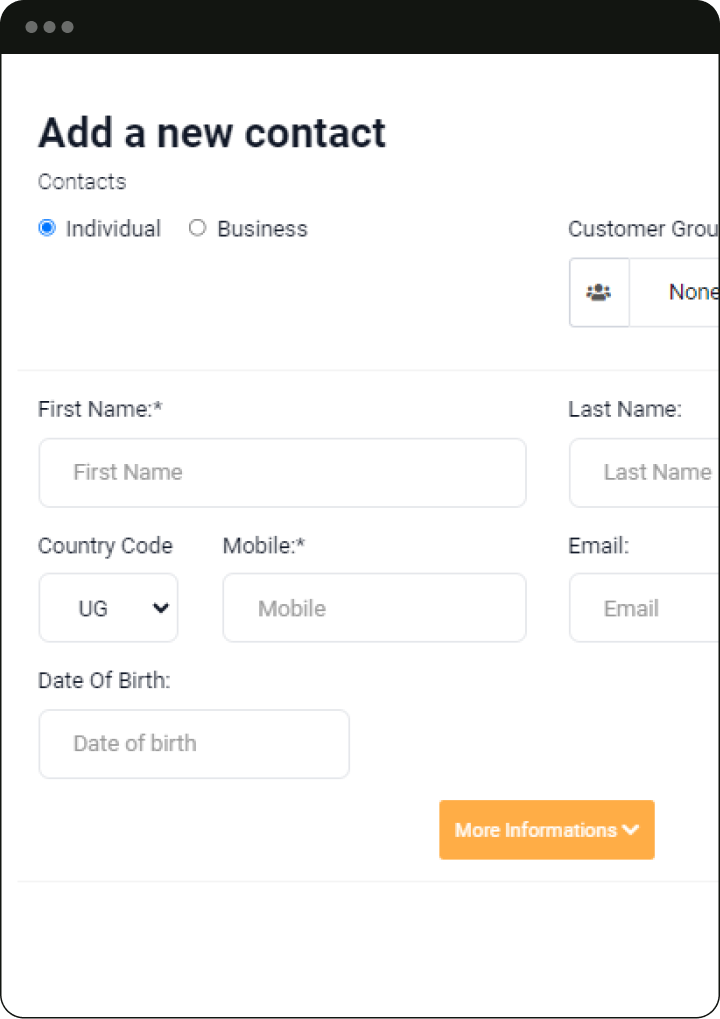 Add a new contact
Contacts
Individual Business Customer Grou
None
First Name:* Last Name:
First Name Last Name
Country Code Mobile:* Email:
UG Mobile Email
Date Of Birth:
Date of birth
More Informations